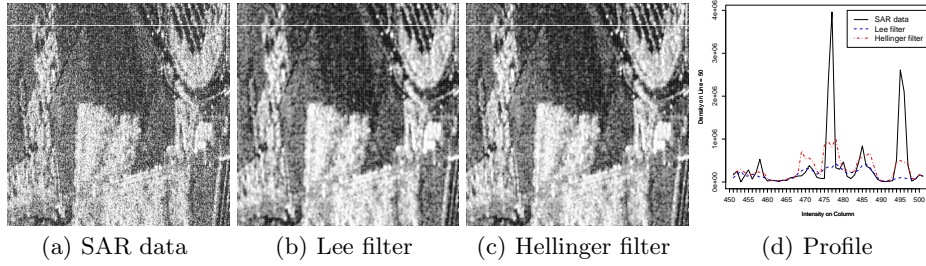 4e+06
3e+06
2e+06
1e+06
0e+00
Density on Line = 50
SAR data
Lee filter
Hellinger filter
450 455 460 465 470 475 480 485 490 495 500
Intensity on Column
(a) SAR data (b) Lee filter (c) Hellinger filter (d) Profile